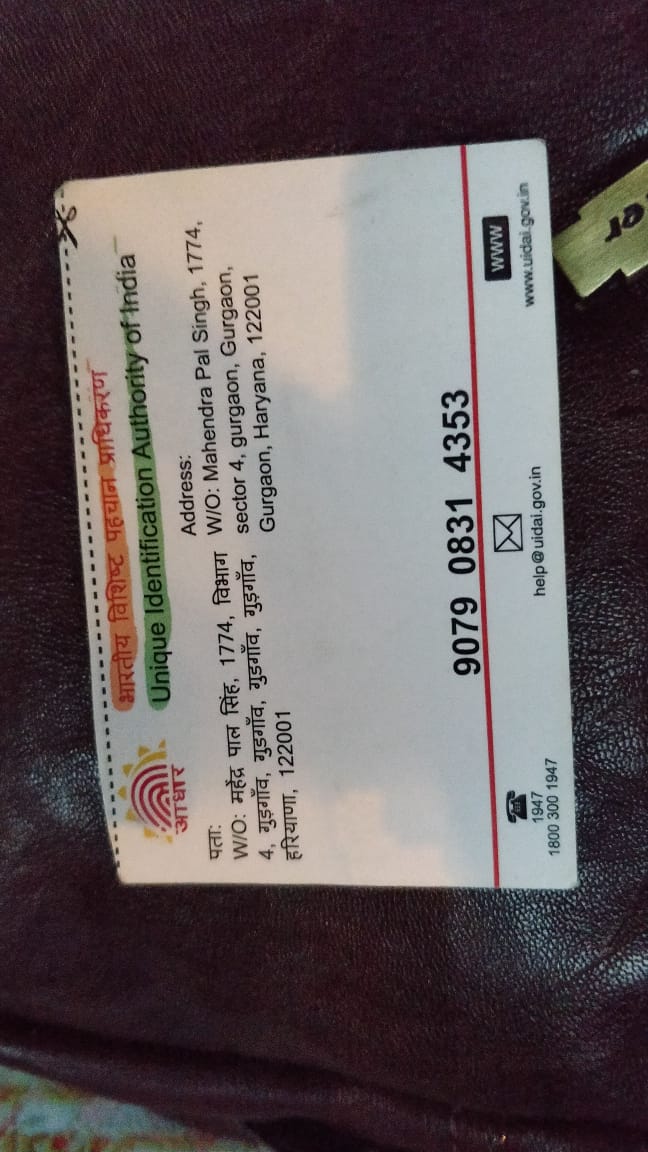 भारतीय विशिष्ट पहचान प्राधिकरण
Unique Identification Authority of India
आधार
पता:
W/O: महेंद्र पाल सिंह, 1774, विभाग
4, गुड़गाँव, गुडगाँव, गुडगाँव, गुड़गाँव,
हरियाणा, 122001
Address:
W/O: Mahendra Pal Singh, 1774,
sector 4, gurgaon, Gurgaon,
Gurgaon, Haryana, 122001
9079 0831 4353
1947
1800 300 1947
help@uidai.gov.in
www
www.uidai.gov.in